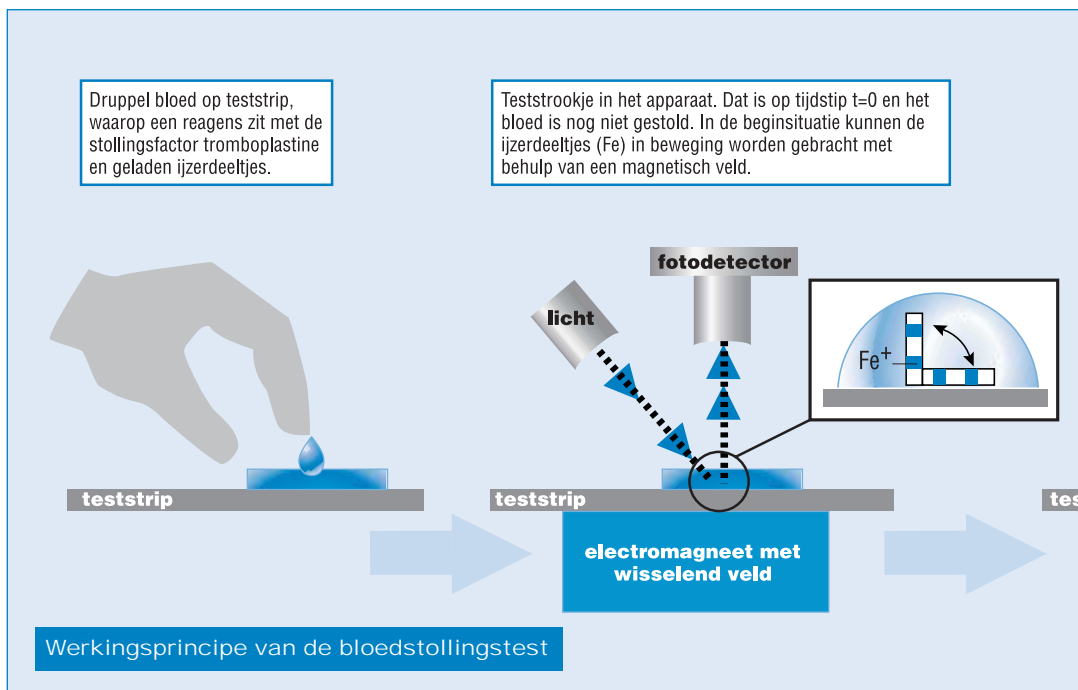 Druppel bloed op teststrip,
waarop een reagens zit met de
stollingsfactor tromboplastine
en geladen ijzerdeeltjes.
Teststrookje in het apparaat. Dat is op tijdstip t=0 en het
bloed is nog niet gestold. In de beginsituatie kunnen de
ijzerdeeltjes (Fe) in beweging worden gebracht met
behulp van een magnetisch veld.
fotodetector
licht
Fe+
teststrip
teststrip
tes
electromagneet met
wisselend veld
Werkingsprincipe van de bloedstollingstest